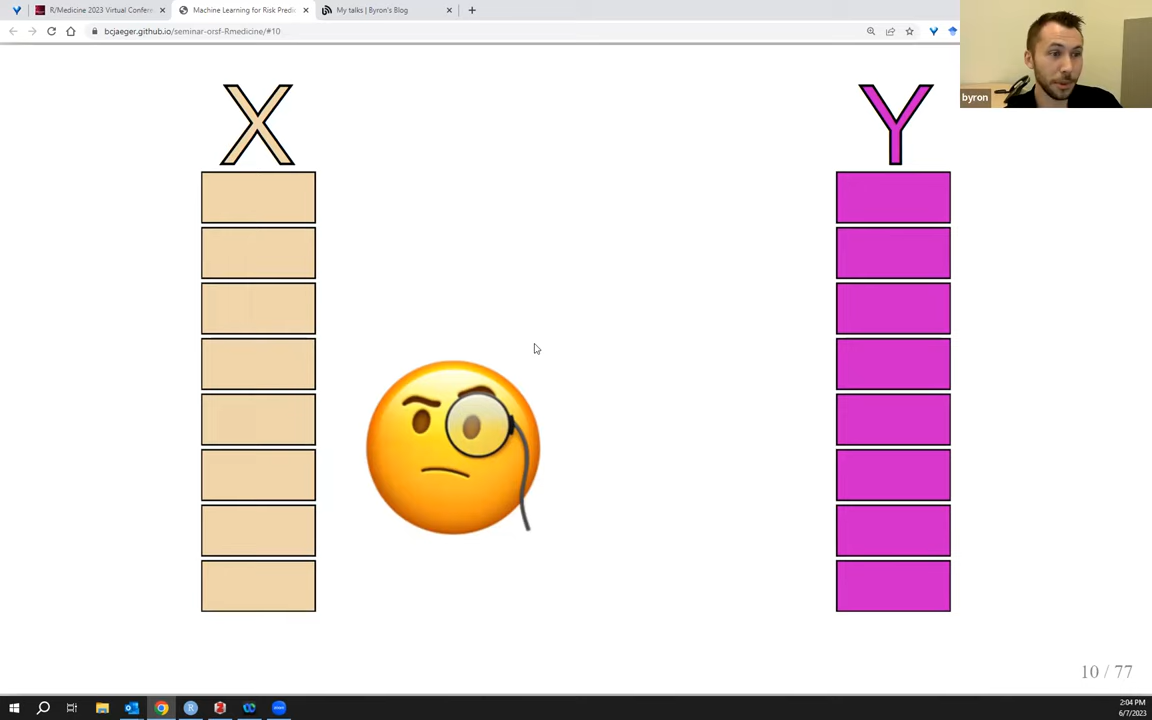 R/Medicine 2023 Virtual Confere
Machine Learning for Risk Predi
My talks | Byron's Blog
bcjaeger.github.io/seminar-orsf-Rmedicine/#10
byron
X
Y
10 / 77
2:04 PM
6/7/2023